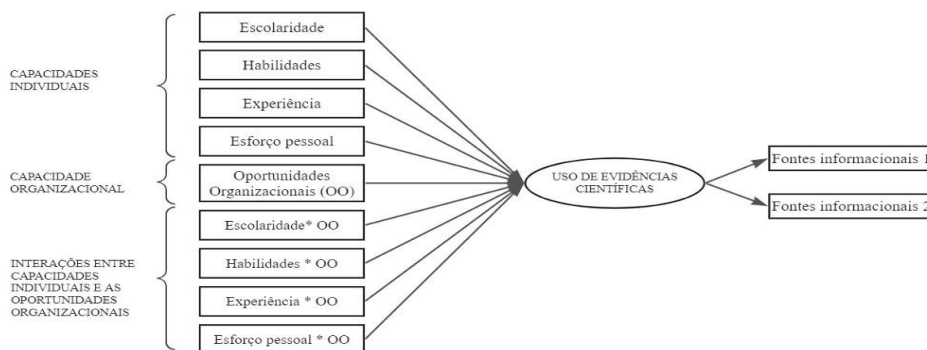 CAPACIDADES
INDIVIDUAIS
Escolaridade
Habilidades
Experiência
Esforço pessoal
CAPACIDADE
ORGANIZACIONAL
Oportunidades
Organizacionais (OO)
INTERAÇÕES ENTRE
CAPACIDADES
INDIVIDUAIS E AS
OPORTUNIDADES
ORGANIZACIONAIS
Escolaridade* OO
Habilidades * OO
Experiência * OO
Esforço pessoal * OO
USO DE EVIDÊNCIAS
CIENTÍFICAS
Fontes informacionais 1
Fontes informacionais 2